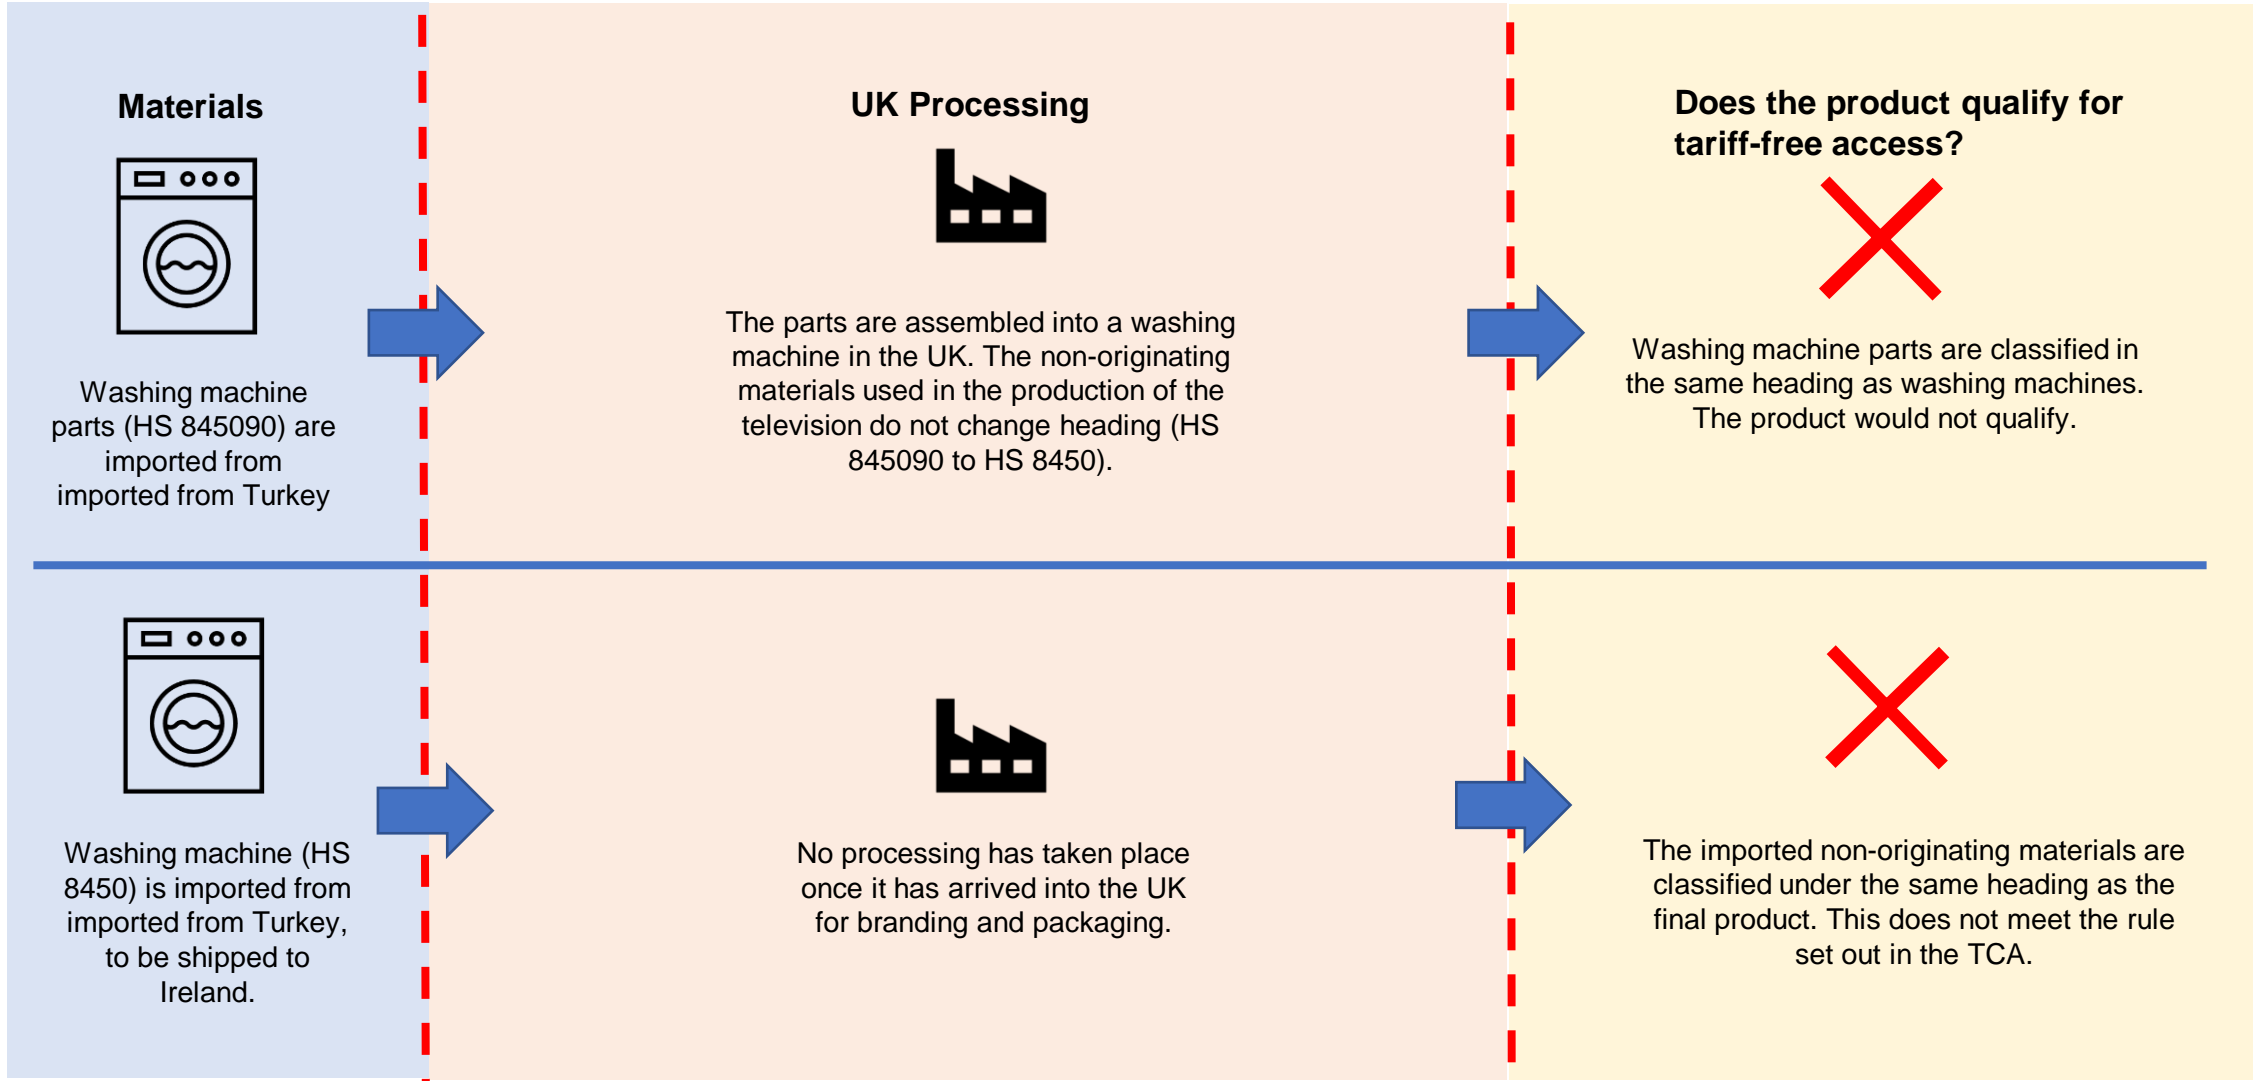 Materials
Washing machine
parts (HS 845090) are
imported from
imported from Turkey
UK Processing
The parts are assembled into a washing
machine in the UK. The non-originating
materials used in the production of the
television do not change heading (HS
845090 to HS 8450).
Does the product qualify for
tariff-free access?
Washing machine parts are classified in
the same heading as washing machines.
The product would not qualify.
Washing machine (HS
8450) is imported from
imported from Turkey,
to be shipped to
Ireland.
No processing has taken place
once it has arrived into the UK
for branding and packaging.
The imported non-originating materials are
classified under the same heading as the
final product. This does not meet the rule
set out in the TCA.